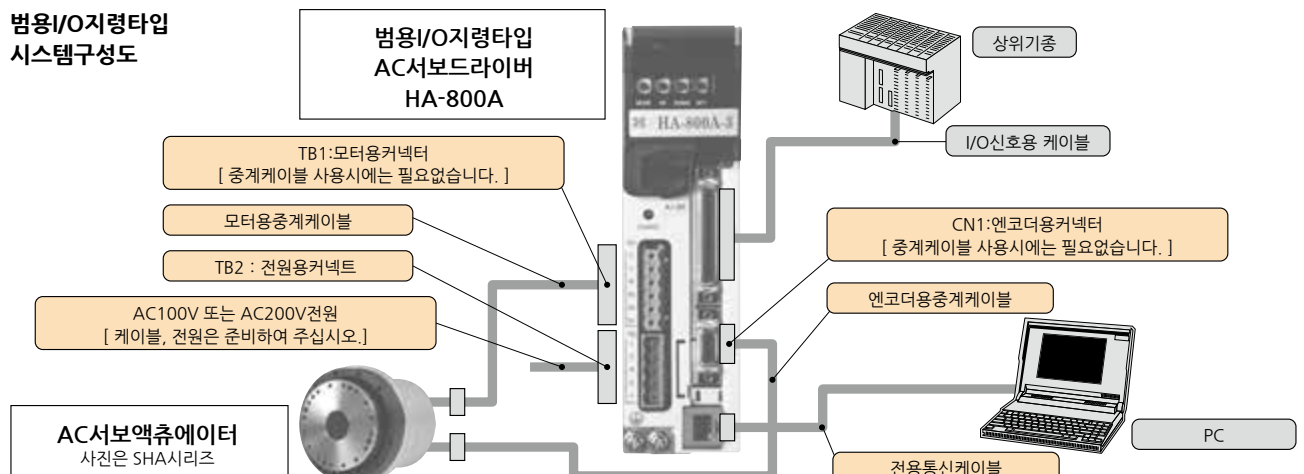 범용I/O지령타입
시스템구성도
범용I/O지령타입
AC서보드라이버
HA-800A
상위기종
HA-800A-3
I/O신호용 케이블
TB1:모터용커넥터
[ 중계케이블 사용시에는 필요없습니다. ]
모터용중계케이블
CN1:엔코더용커넥터
[ 중계케이블 사용시에는 필요없습니다. ]
TB2 : 전원용커넥트
엔코더용중계케이블
AC100V 또는 AC200V전원
[ 케이블, 전원은 준비하여 주십시오.]
AC서보액츄에이터
사진은 SHA시리즈
PC
전용통신케이블